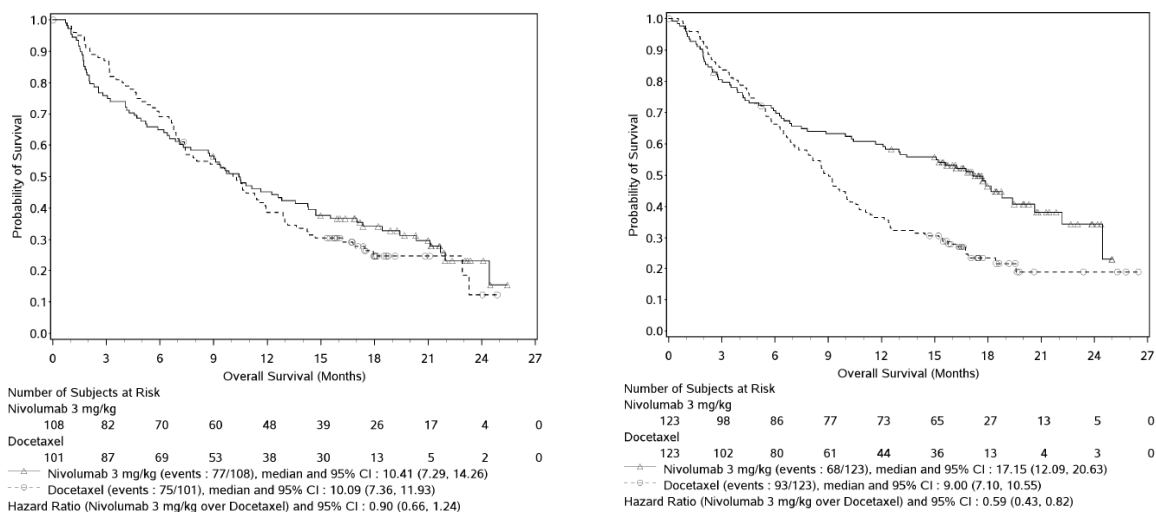 1.0
0.9
0.8
0.7
0.6
0.5
0.4
0.3
0.2
0.1
0.0
Probability of Survival
0 3 6 9 12 15 18 21 24 27
Overall Survival (Months)
Number of Subjects at Risk
Nivolumab 3 mg/kg
108 82 70 60 48 39 26 17 4 0
Docetaxel
101 87 69 53 38 30 13 5 2 0
Nivolumab 3 mg/kg (events : 77/108), median and 95% CI : 10.41 (7.29, 14.26)
Docetaxel (events : 75/101), median and 95% CI : 10.09 (7.36, 11.93)
Hazard Ratio (Nivolumab 3 mg/kg over Docetaxel) and 95% CI : 0.90 (0.66, 1.24)
1.0
0.9
0.8
0.7
0.6
0.5
0.4
0.3
0.2
0.1
0.0
Probability of Survival
0 3 6 9 12 15 18 21 24 27
Overall Survival (Months)
Number of Subjects at Risk
Nivolumab 3 mg/kg
123 98 86 77 73 65 27 13 5 0
Docetaxel
123 102 80 61 44 36 13 4 3 0
Nivolumab 3 mg/kg (events : 68/123), median and 95% CI : 17.15 (12.09, 20.63)
Docetaxel (events : 93/123), median and 95% CI : 9.00 (7.10, 10.55)
Hazard Ratio (Nivolumab 3 mg/kg over Docetaxel) and 95% CI : 0.59 (0.43, 0.82)